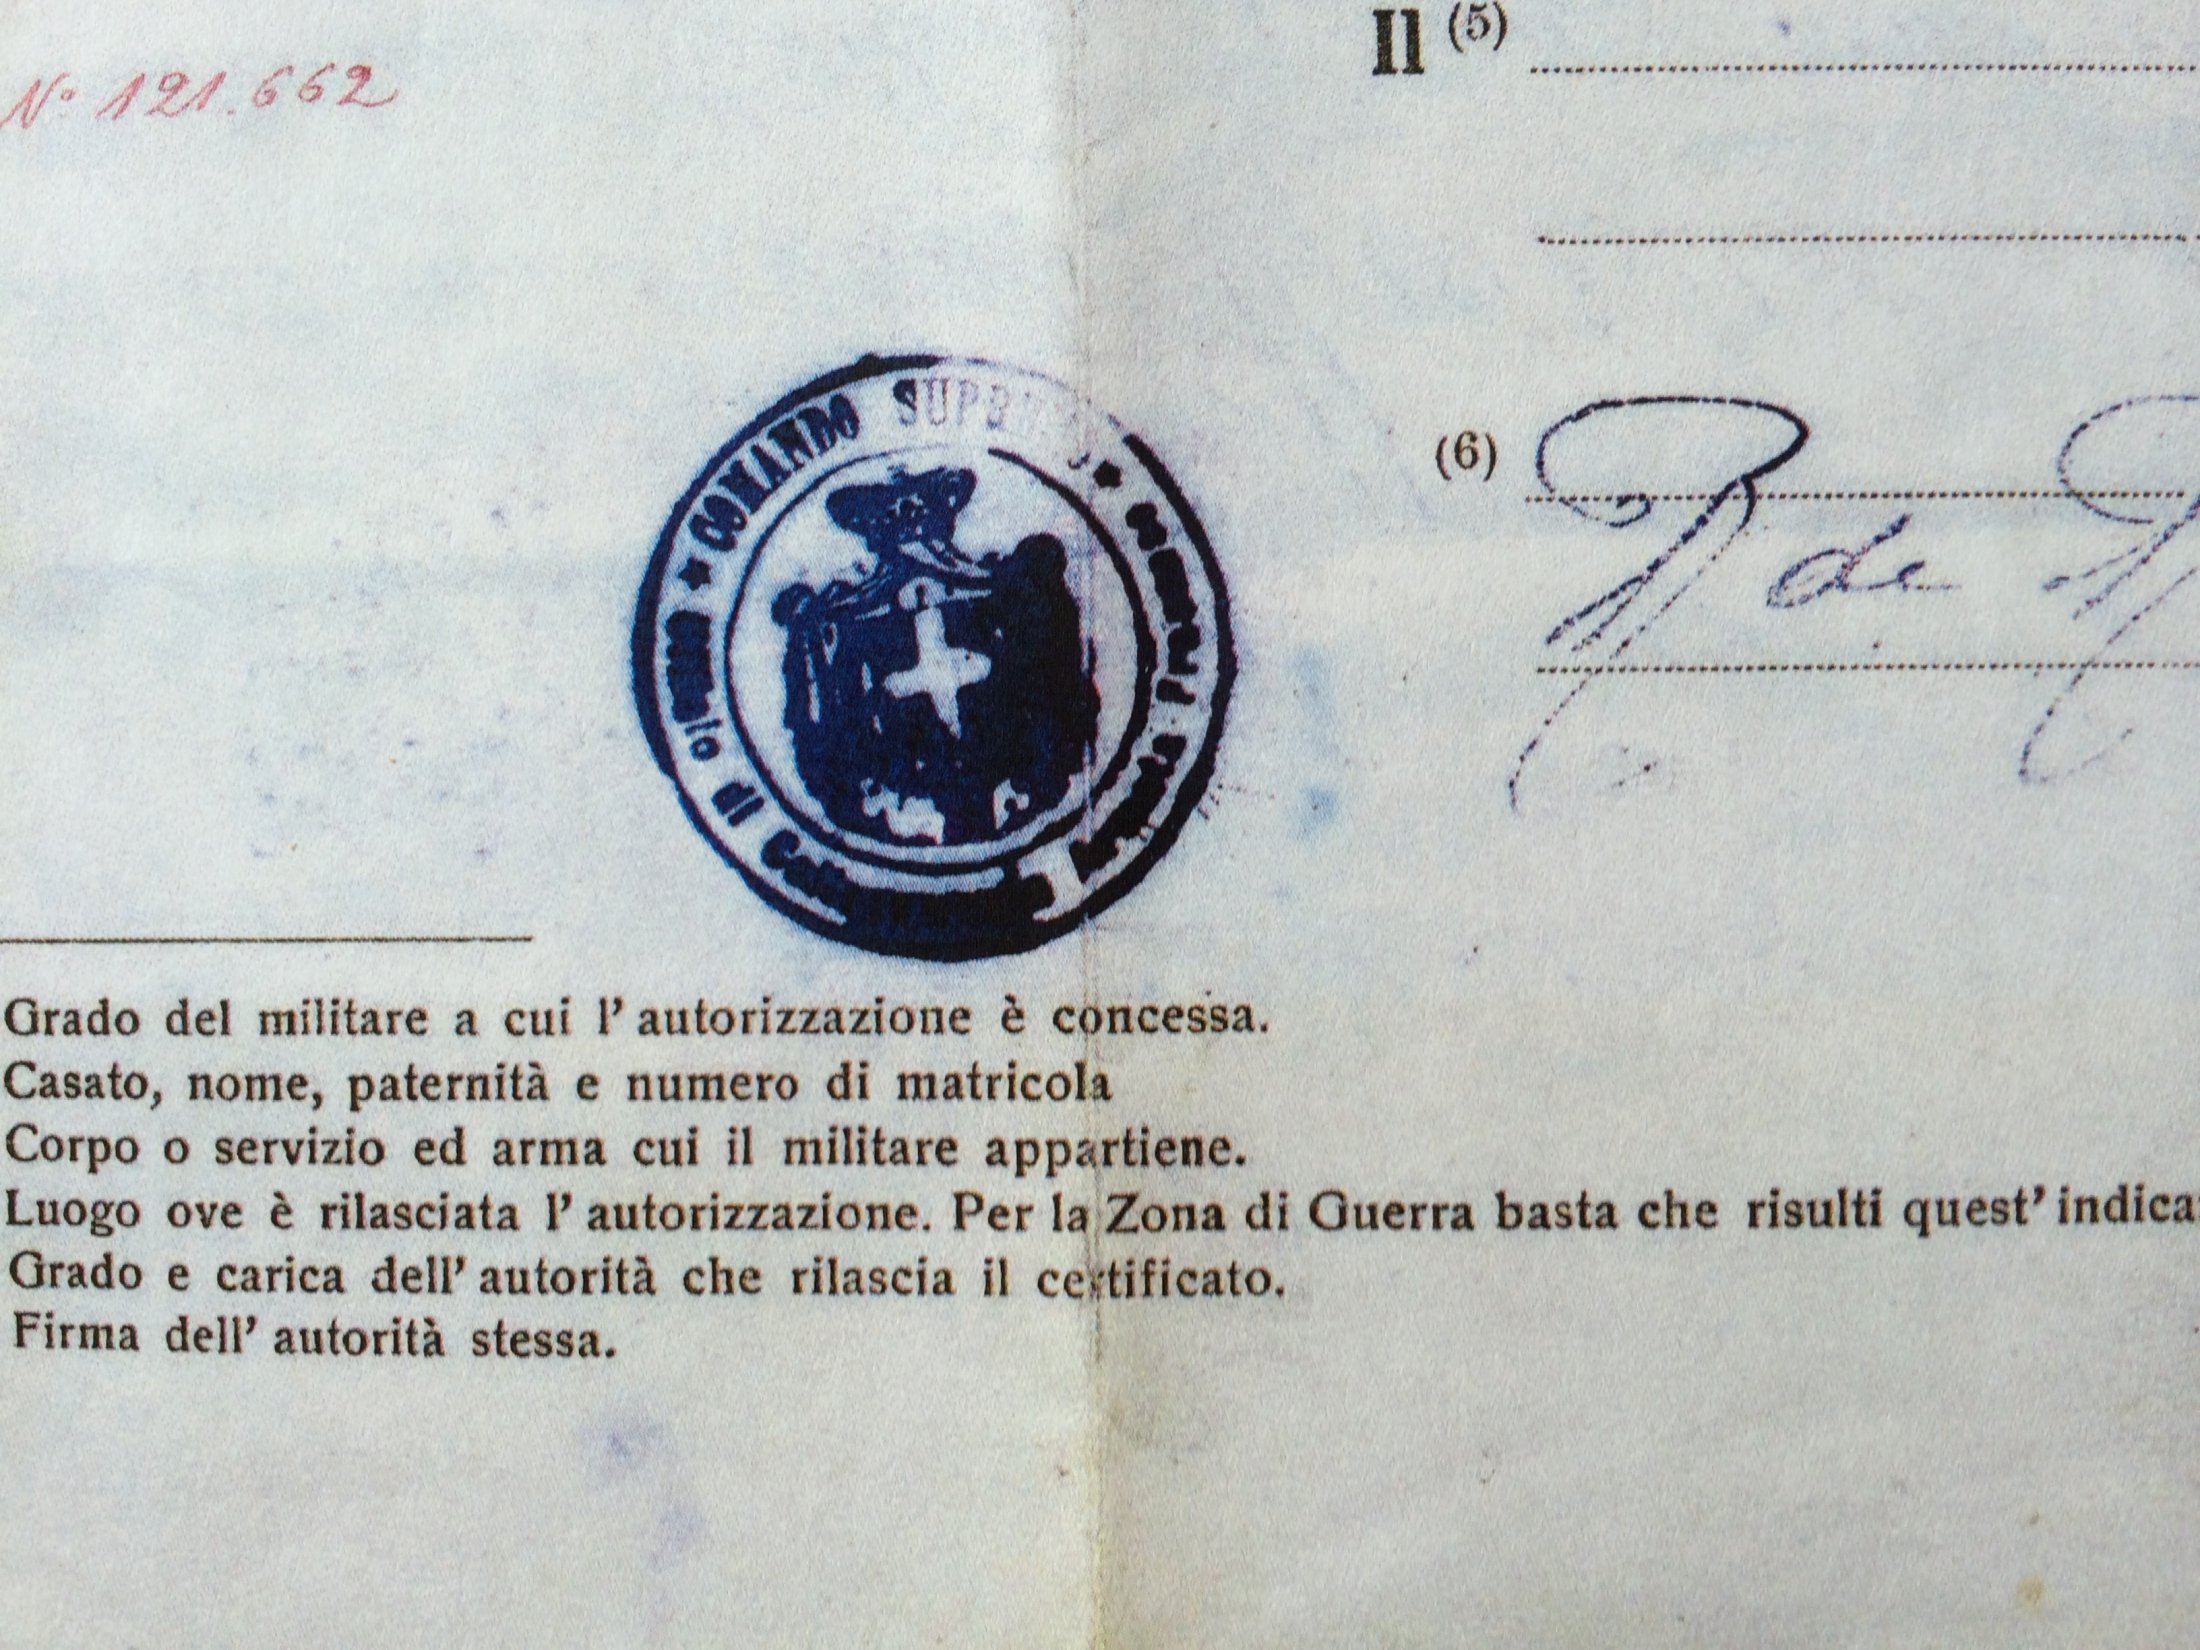 N° 121.662
Il (5)
★ COMANDO SUPREMO ★
(6)
de
Grado del militare a cui l'autorizzazione è concessa.
Casato, nome, paternità e numero di matricola
Corpo o servizio ed arma cui il militare appartiene.
Luogo ove è rilasciata l'autorizzazione. Per la Zona di Guerra basta che risulti quest'indica
Grado e carica dell'autorità che rilascia il certificato.
Firma dell'autorità stessa.